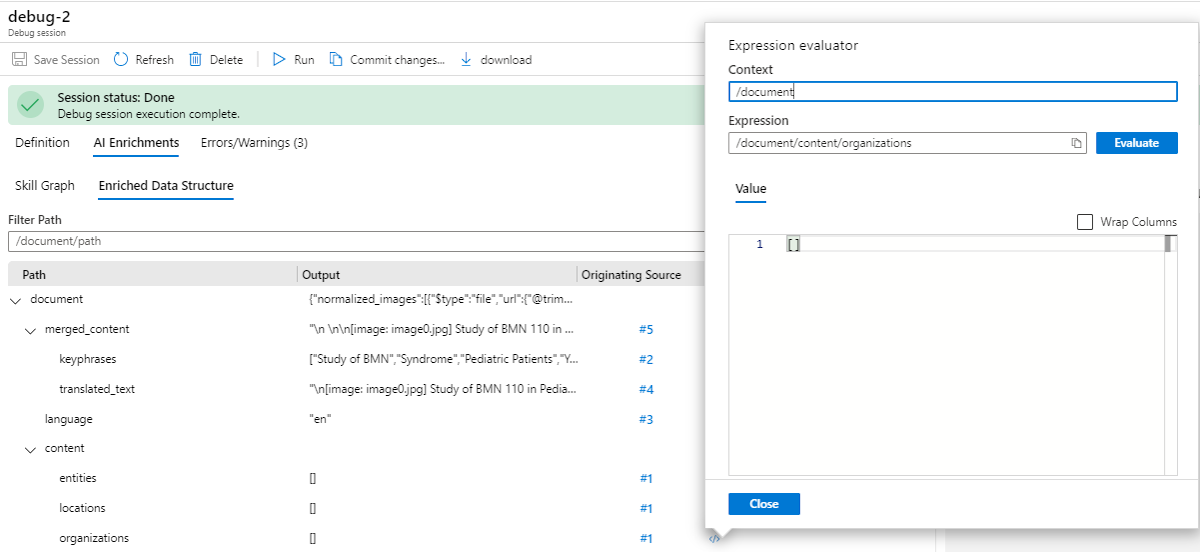 debug-2
Debug session
Save Session Refresh Delete Run Commit changes... download
Session status: Done
Debug session execution complete.
Definition AI Enrichments Errors/Warnings (3)
Skill Graph Enriched Data Structure
Filter Path
/document/path
Path Output Originating Source
document {"normalized_images":[{"$type":"file","url":{"@trim...
merged_content "\n \n\n[image: image0.jpg] Study of BMN 110 in ... #5
keyphrases ["Study of BMN","Syndrome","Pediatric Patients","Y... #2
translated_text "\n[image: image0.jpg] Study of BMN 110 in Pedia... #4
language "en" #3
content
entities [] #1
locations [] #1
organizations [] #1 </>
Expression evaluator
Context
/document
Expression
/document/content/organizations Evaluate
Value
Wrap Columns
1 []
Close